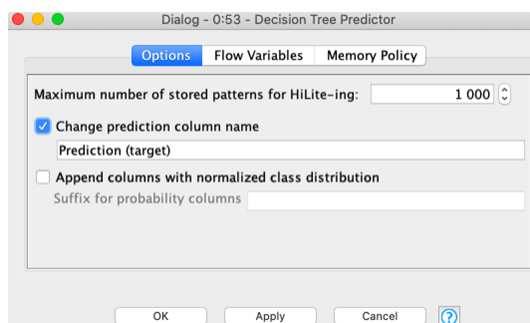 Dialog - 0:53 - Decision Tree Predictor
Options Flow Variables Memory Policy
Maximum number of stored patterns for HiLite-ing: 1 000
Change prediction column name
Prediction (target)
Append columns with normalized class distribution
Suffix for probability columns
OK Apply Cancel ?